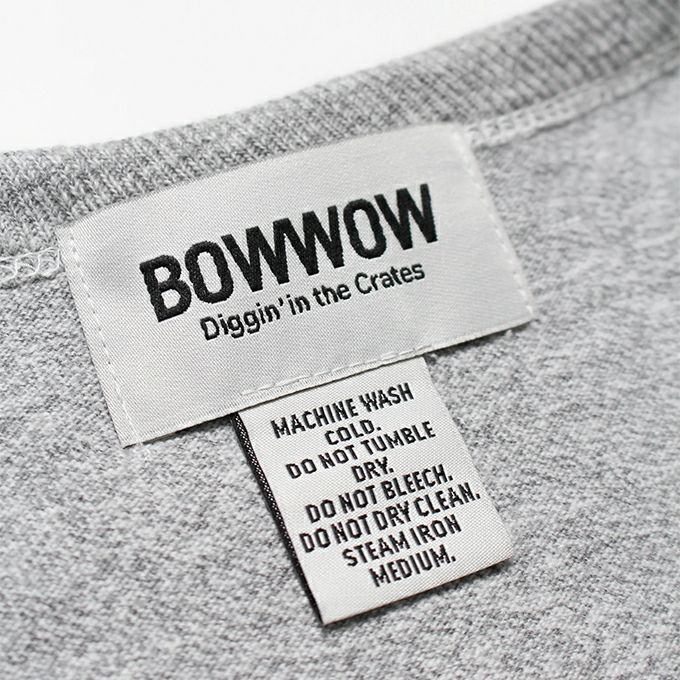 BOWWOW
Diggin' in the Crates
MACHINE WASH
COLD.
DO NOT TUMBLE
DRY.
DO NOT BLEECH.
DO NOT DRY CLEAN.
STEAM IRON
MEDIUM.